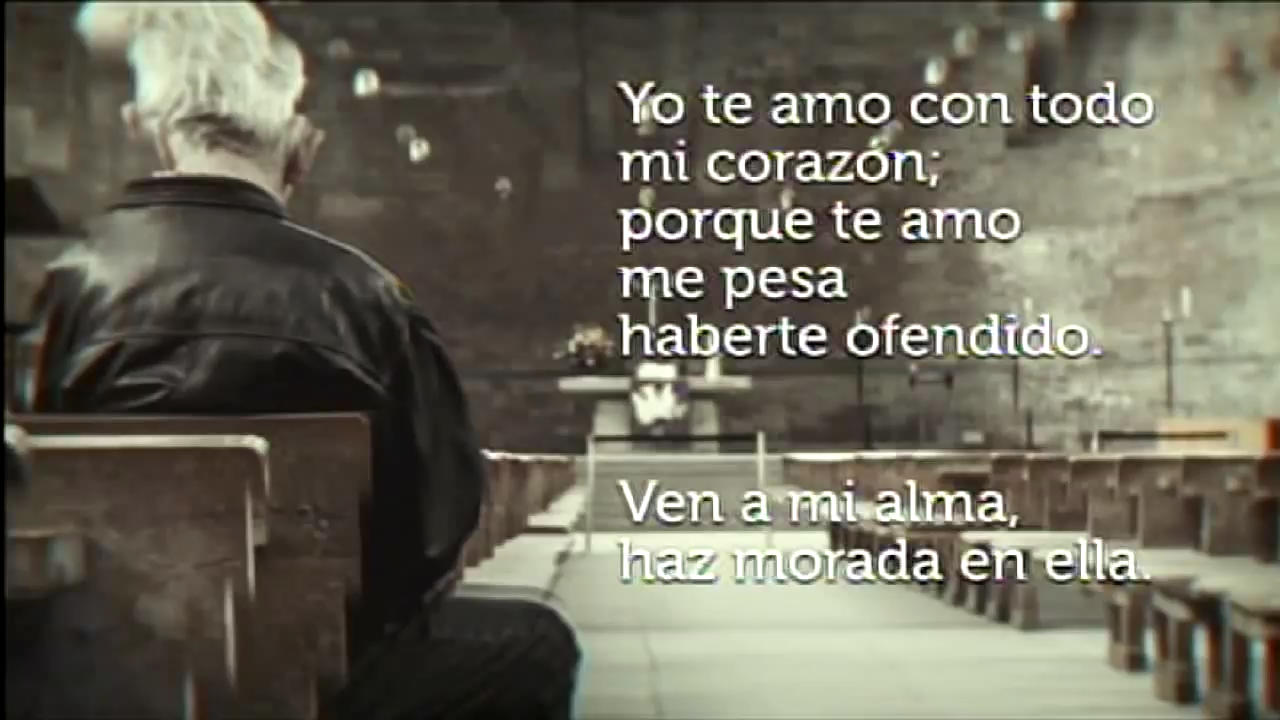 Yo te amo con todo
mi corazón;
porque te amo
me pesa
haberte ofendido.
Ven a mi alma,
haz morada en ella.